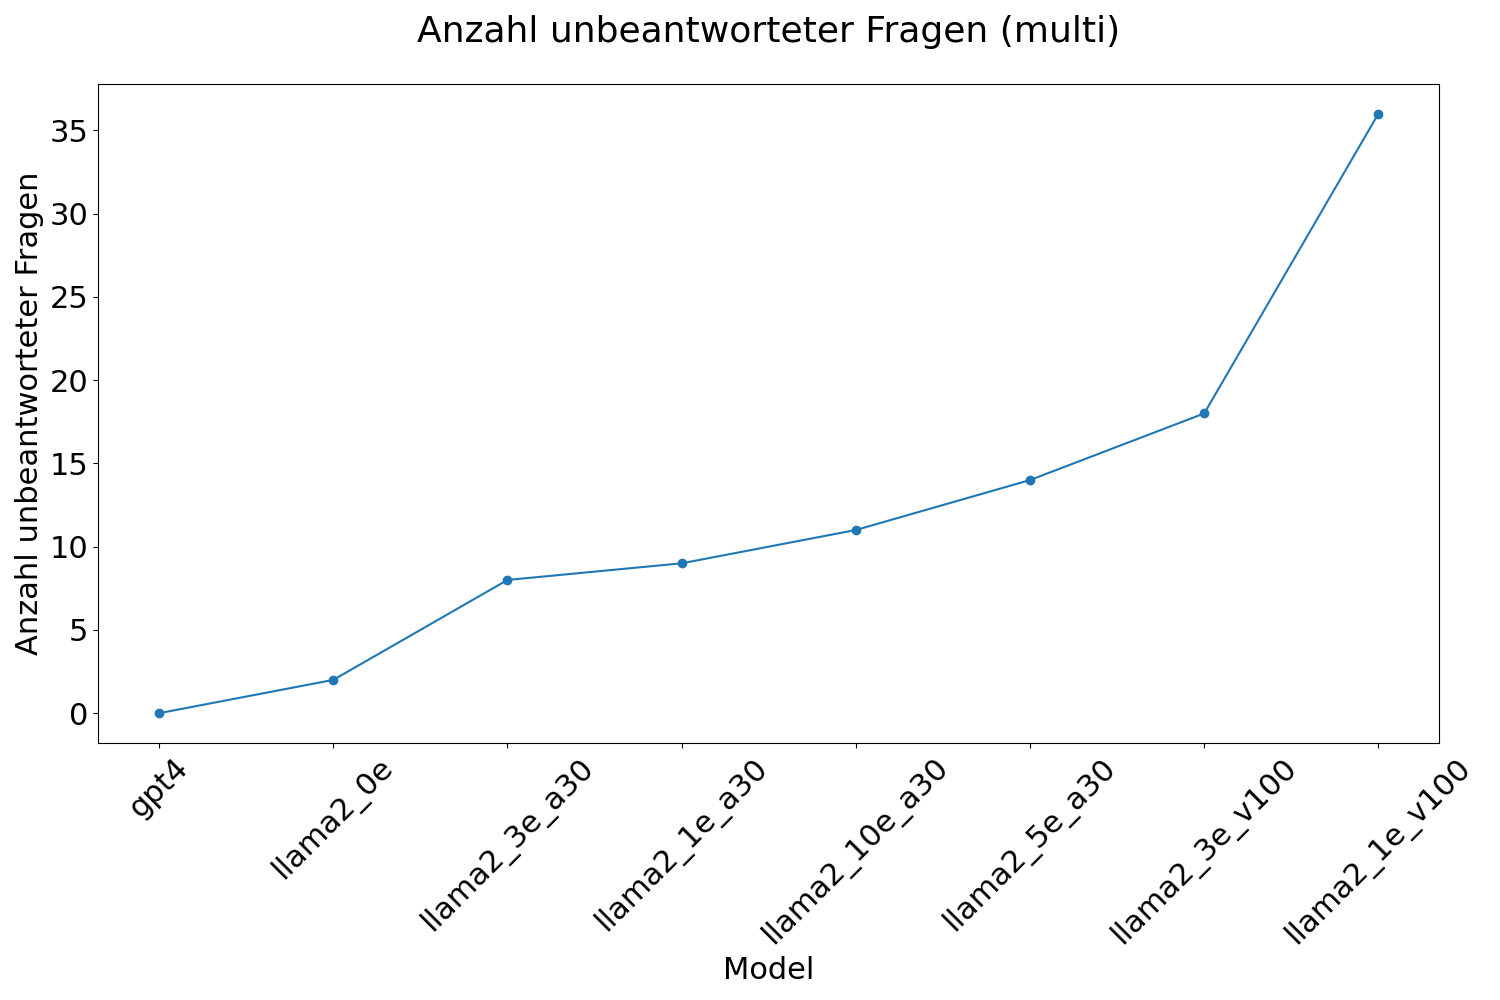 Anzahl unbeantworteter Fragen (multi)
Anzahl unbeantworteter Fragen
35
30
25
20
15
10
5
0
gpt4
llama2_0e
llama2_3e_a30
llama2_1e_a30
llama2_10e_a30
llama2_5e_a30
llama2_3e_v100
llama2_1e_v100
Model